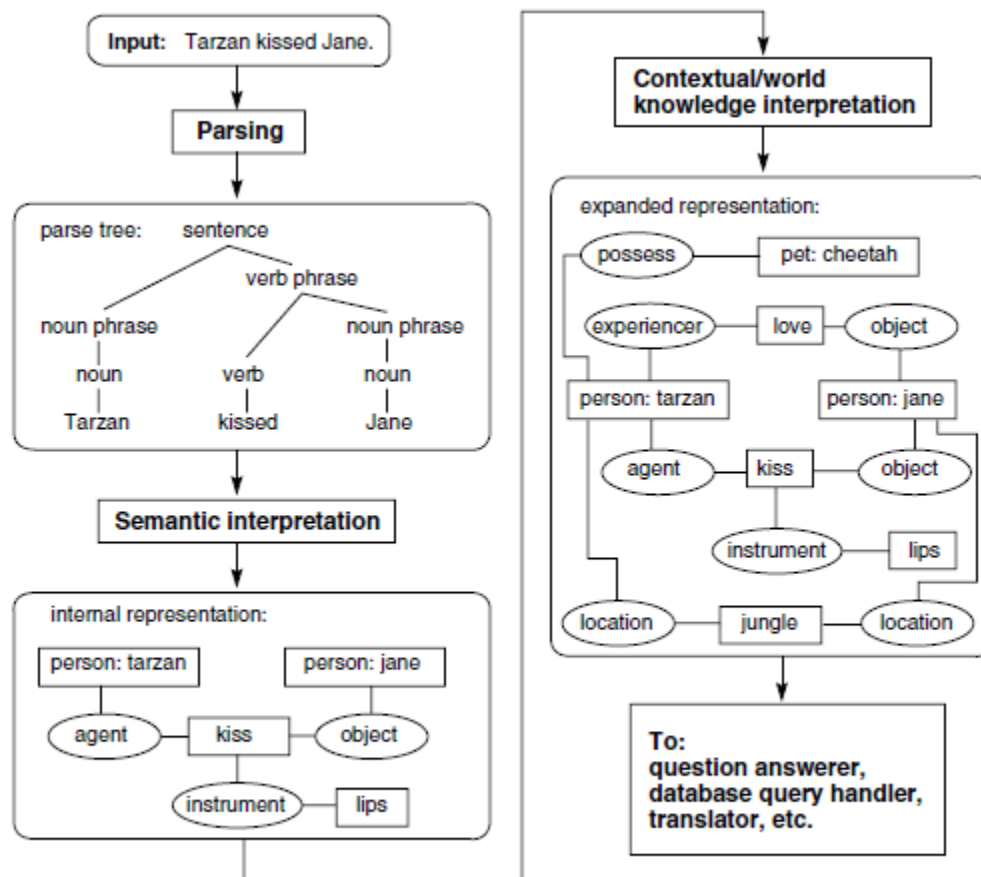 Input: Tarzan kissed Jane.
Parsing
parse tree: sentence
verb phrase
noun phrase noun phrase
noun verb noun
Tarzan kissed Jane
Semantic interpretation
internal representation:
person: tarzan person: jane
agent kiss object
instrument lips
Contextual/world
knowledge interpretation
expanded representation:
possess pet: cheetah
experiencer love object
person: tarzan person: jane
agent kiss object
instrument lips
location jungle location
To:
question answerer,
database query handler,
translator, etc.